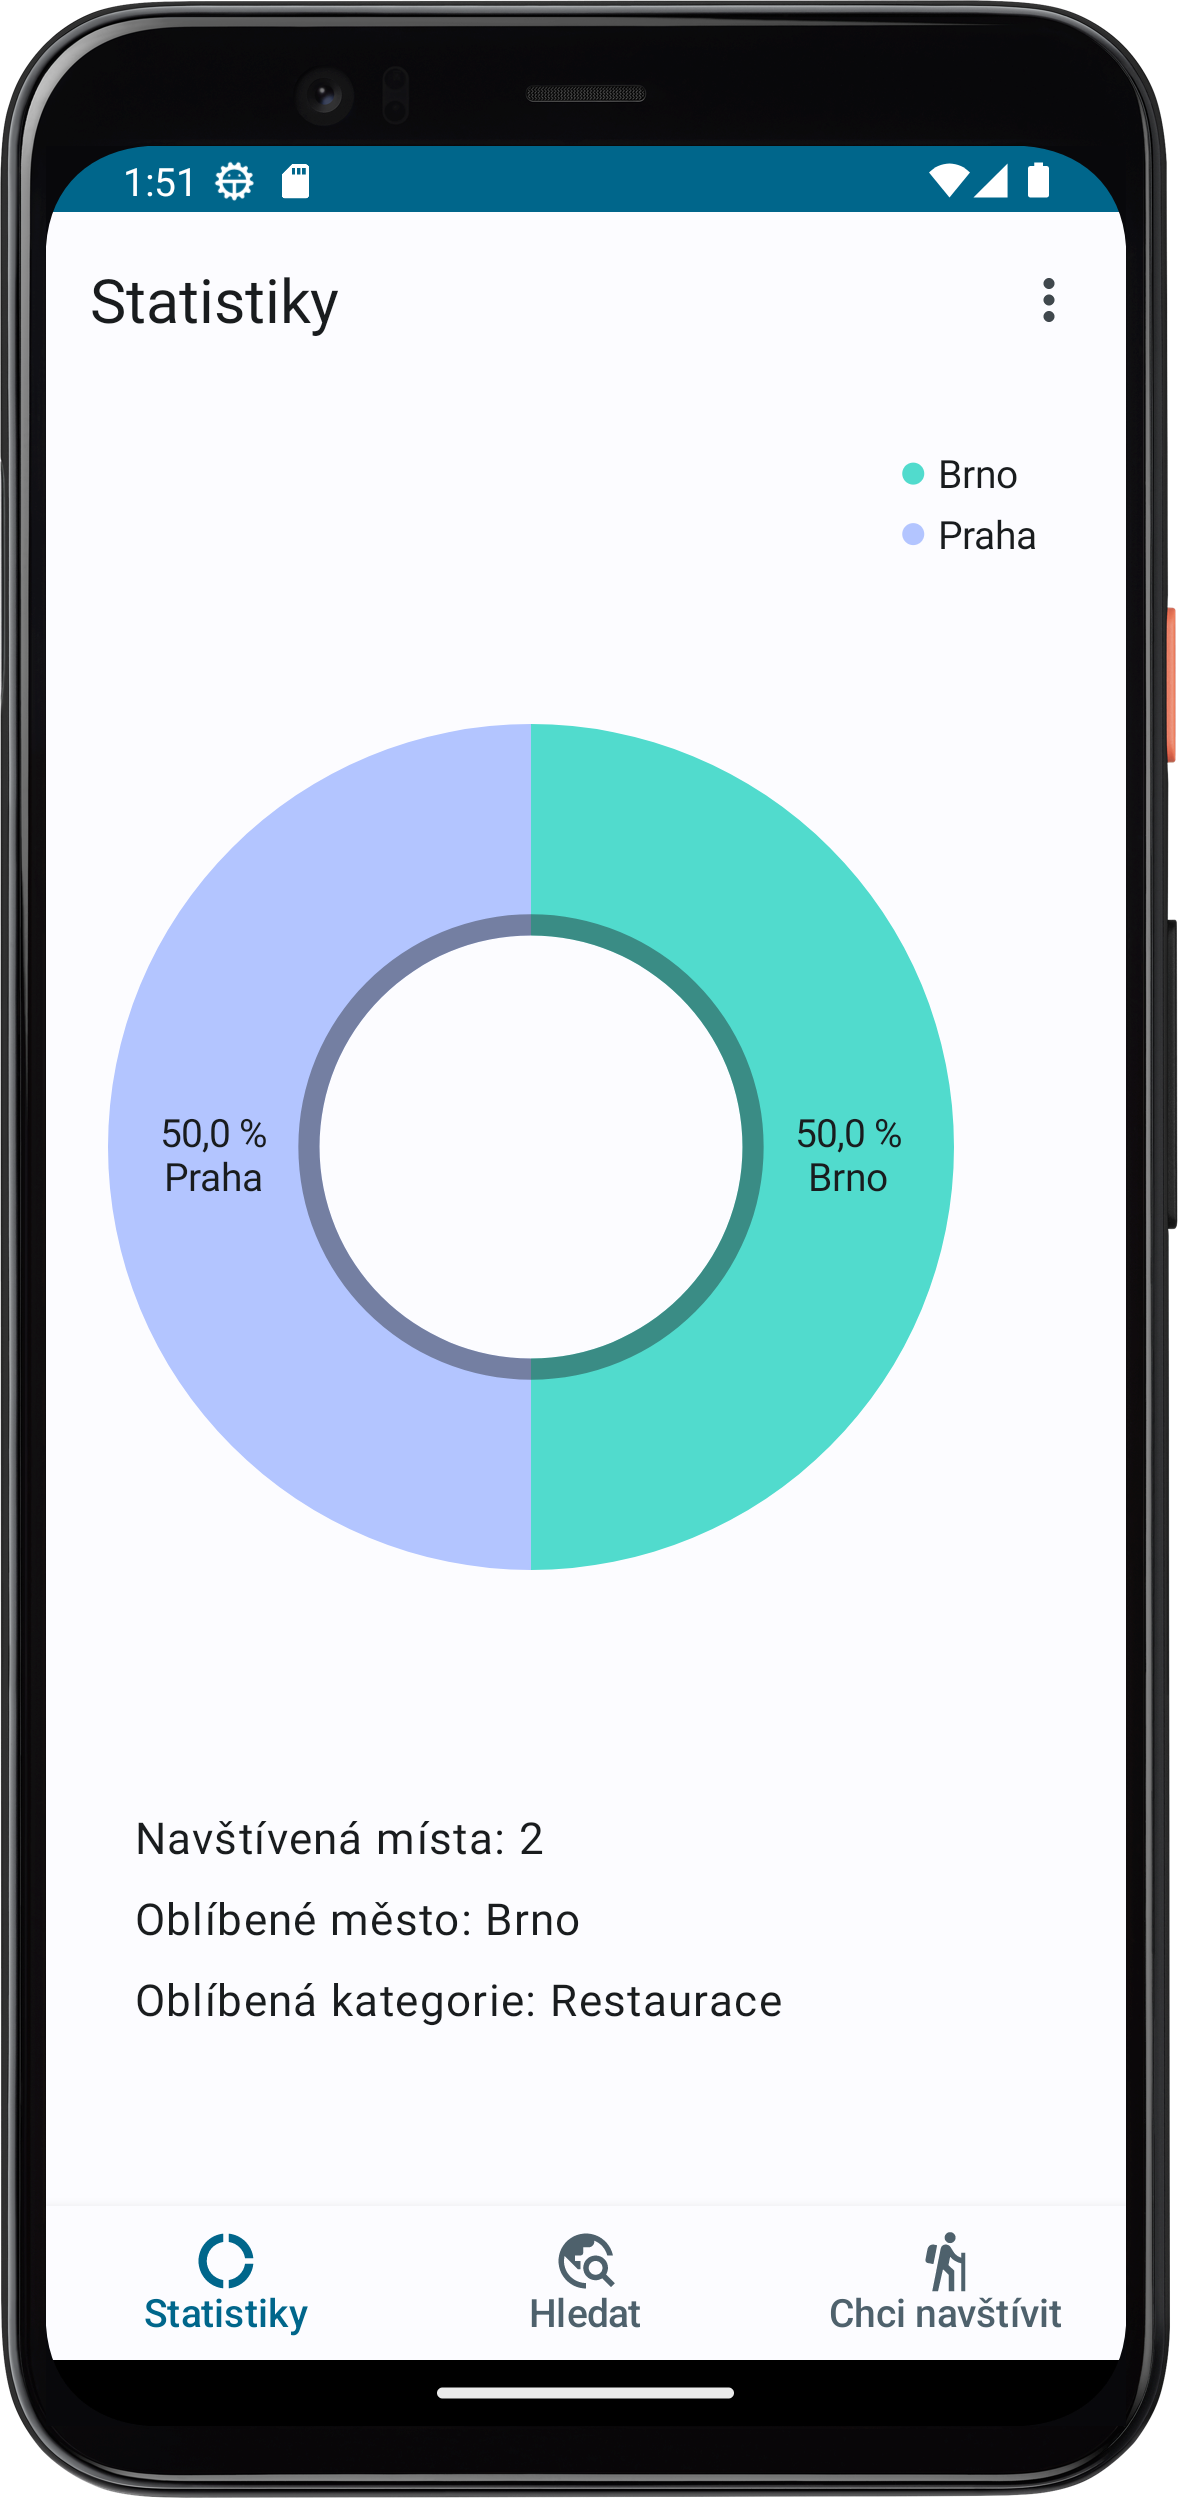 1:51
Statistiky
Brno
Praha
50,0 %
Praha
50,0 %
Brno
Navštívená místa: 2
Oblíbené město: Brno
Oblíbená kategorie: Restaurace
Statistiky
Hledat
Chci navštívit